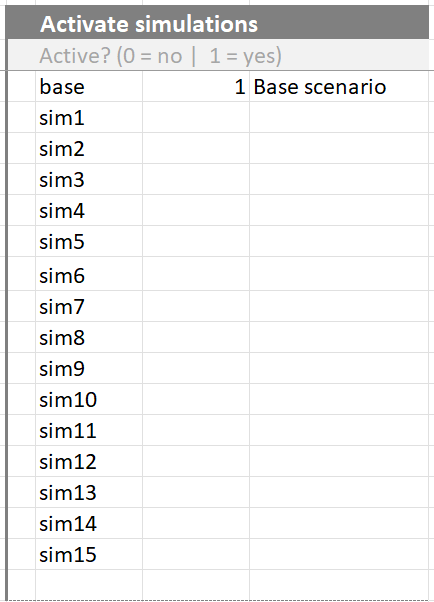 Activate simulations
Active? (0 = no | 1 = yes)
base 1 Base scenario
sim1
sim2
sim3
sim4
sim5
sim6
sim7
sim8
sim9
sim10
sim11
sim12
sim13
sim14
sim15